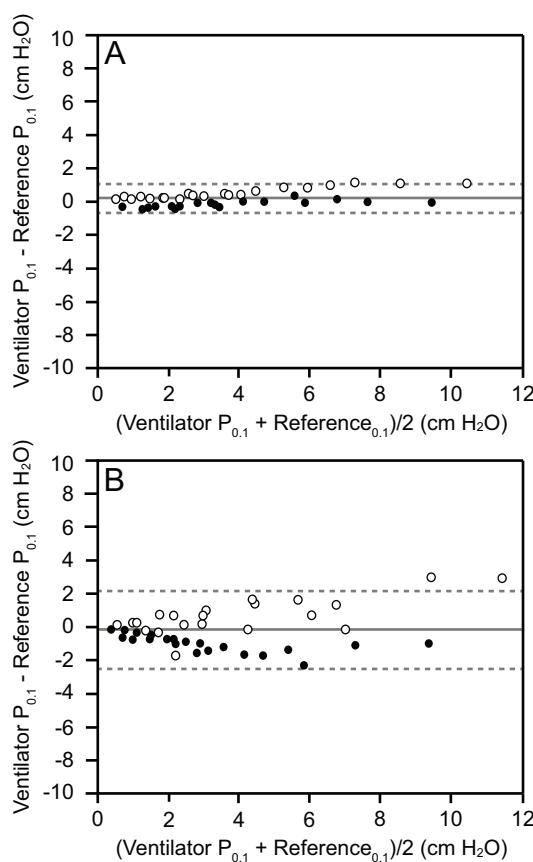 A
Ventilator P0.1 - Reference P0.1 (cm H2O)
10
8
6
4
2
0
-2
-4
-6
-8
-10
0 2 4 6 8 10 12
(Ventilator P0.1 + Reference0.1)/2 (cm H2O)
B
Ventilator P0.1 - Reference P0.1 (cm H2O)
10
8
6
4
2
0
-2
-4
-6
-8
-10
0 2 4 6 8 10 12
(Ventilator P0.1 + Reference0.1)/2 (cm H2O)